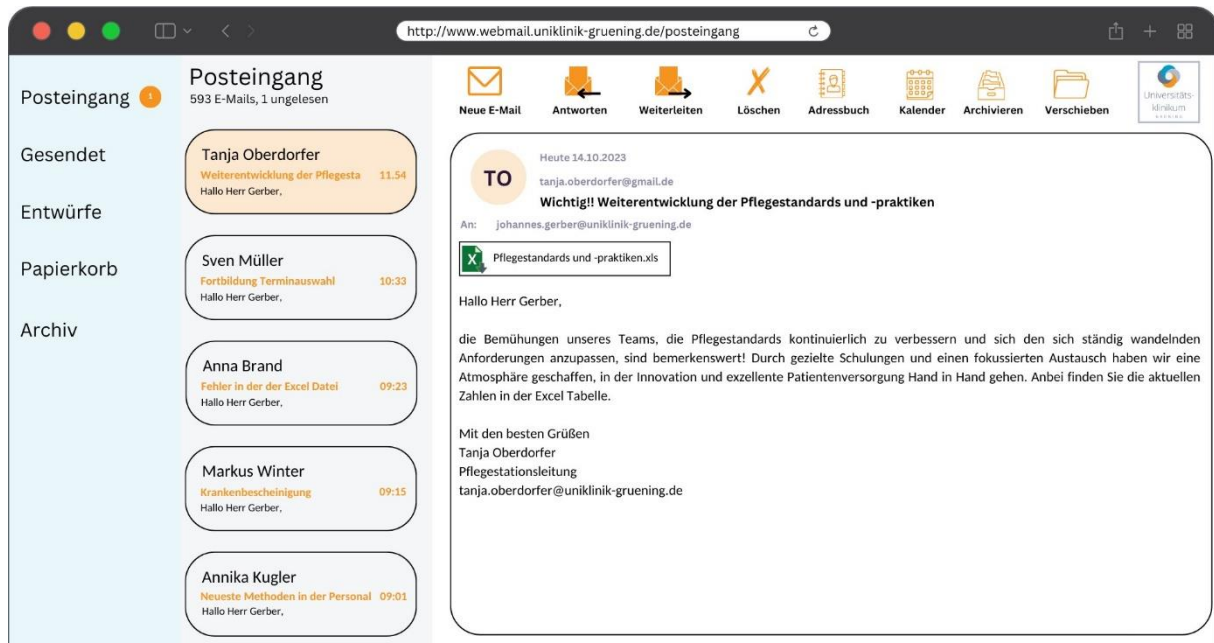 http://www.webmail.uniklinik-gruening.de/posteingang
Posteingang 1
Gesendet
Entwürfe
Papierkorb
Archiv
Posteingang
593 E-Mails, 1 ungelesen
Tanja Oberdorfer
Weiterentwicklung der Pflegesta 11.54
Hallo Herr Gerber,
Sven Müller
Fortbildung Terminauswahl 10:33
Hallo Herr Gerber,
Anna Brand
Fehler in der der Excel Datei 09:23
Hallo Herr Gerber,
Markus Winter
Krankenbescheinigung 09:15
Hallo Herr Gerber,
Annika Kugler
Neueste Methoden in der Personal 09:01
Hallo Herr Gerber,
Neue E-Mail Antworten Weiterleiten Löschen Adressbuch Kalender Archivieren Verschieben
Universitäts-
klinikum
TO
Heute 14.10.2023
tanja.oberdorfer@gmail.de
Wichtig!! Weiterentwicklung der Pflegestandards und -praktiken
An: johannes.gerber@uniklinik-gruening.de
X Pflegestandards und -praktiken.xls
Hallo Herr Gerber,
die Bemühungen unseres Teams, die Pflegestandards kontinuierlich zu verbessern und sich den sich ständig wandelnden
Anforderungen anzupassen, sind bemerkenswert! Durch gezielte Schulungen und einen fokussierten Austausch haben wir eine
Atmosphäre geschaffen, in der Innovation und exzellente Patientenversorgung Hand in Hand gehen. Anbei finden Sie die aktuellen
Zahlen in der Excel Tabelle.
Mit den besten Grüßen
Tanja Oberdorfer
Pflegestationsleitung
tanja.oberdorfer@uniklinik-gruening.de